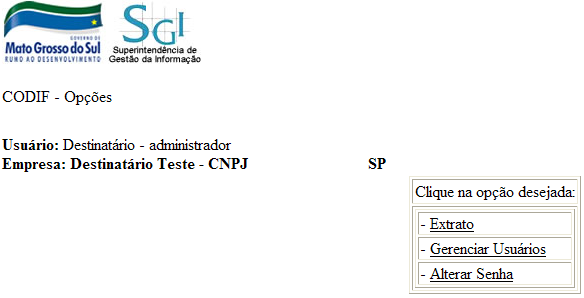 GOVERNO DE
Mato Grosso do Sul
RUMO AO DESENVOLVIMENTO
SGI
Superintendência de
Gestão da Informação
CODIF - Opções
Usuário: Destinatário - administrador
Empresa: Destinatário Teste - CNPJ SP
Clique na opção desejada:
- Extrato
- Gerenciar Usuários
- Alterar Senha